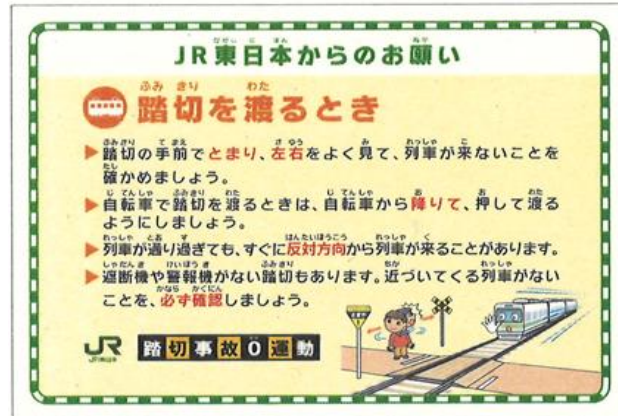 JR東日本からのお願い
踏切を渡るとき
▶踏切の手前でとまり、左右をよく見て、列車が来ないことを
確かめましょう。
▶自転車で踏切を渡るときは、自転車から降りて、押して渡る
ようにしましょう。
▶列車が通り過ぎても、すぐに反対方向から列車が来ることがあります。
▶遮断機や警報機がない踏切もあります。近づいてくる列車がない
ことを、必ず確認しましょう。
JR
JR東日本
踏切事故0運動